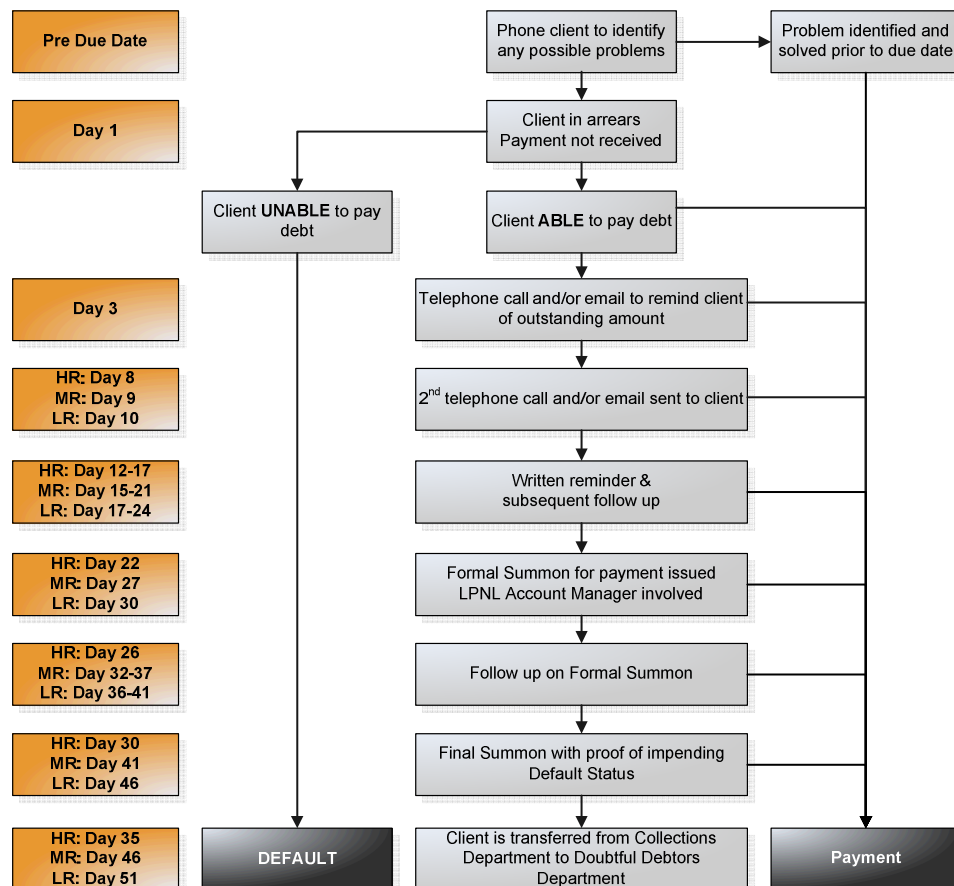 Pre Due Date
Phone client to identify
any possible problems
Problem identified and
solved prior to due date
Day 1
Client in arrears
Payment not received
Client UNABLE to pay
debt
Client ABLE to pay debt
Day 3
Telephone call and/or email to remind client
of outstanding amount
HR: Day 8
MR: Day 9
LR: Day 10
2nd telephone call and/or email sent to client
HR: Day 12-17
MR: Day 15-21
LR: Day 17-24
Written reminder &
subsequent follow up
HR: Day 22
MR: Day 27
LR: Day 30
Formal Summon for payment issued
LPNL Account Manager involved
HR: Day 26
MR: Day 32-37
LR: Day 36-41
Follow up on Formal Summon
HR: Day 30
MR: Day 41
LR: Day 46
Final Summon with proof of impending
Default Status
HR: Day 35
MR: Day 46
LR: Day 51
DEFAULT
Client is transferred from Collections
Department to Doubtful Debtors
Department
Payment